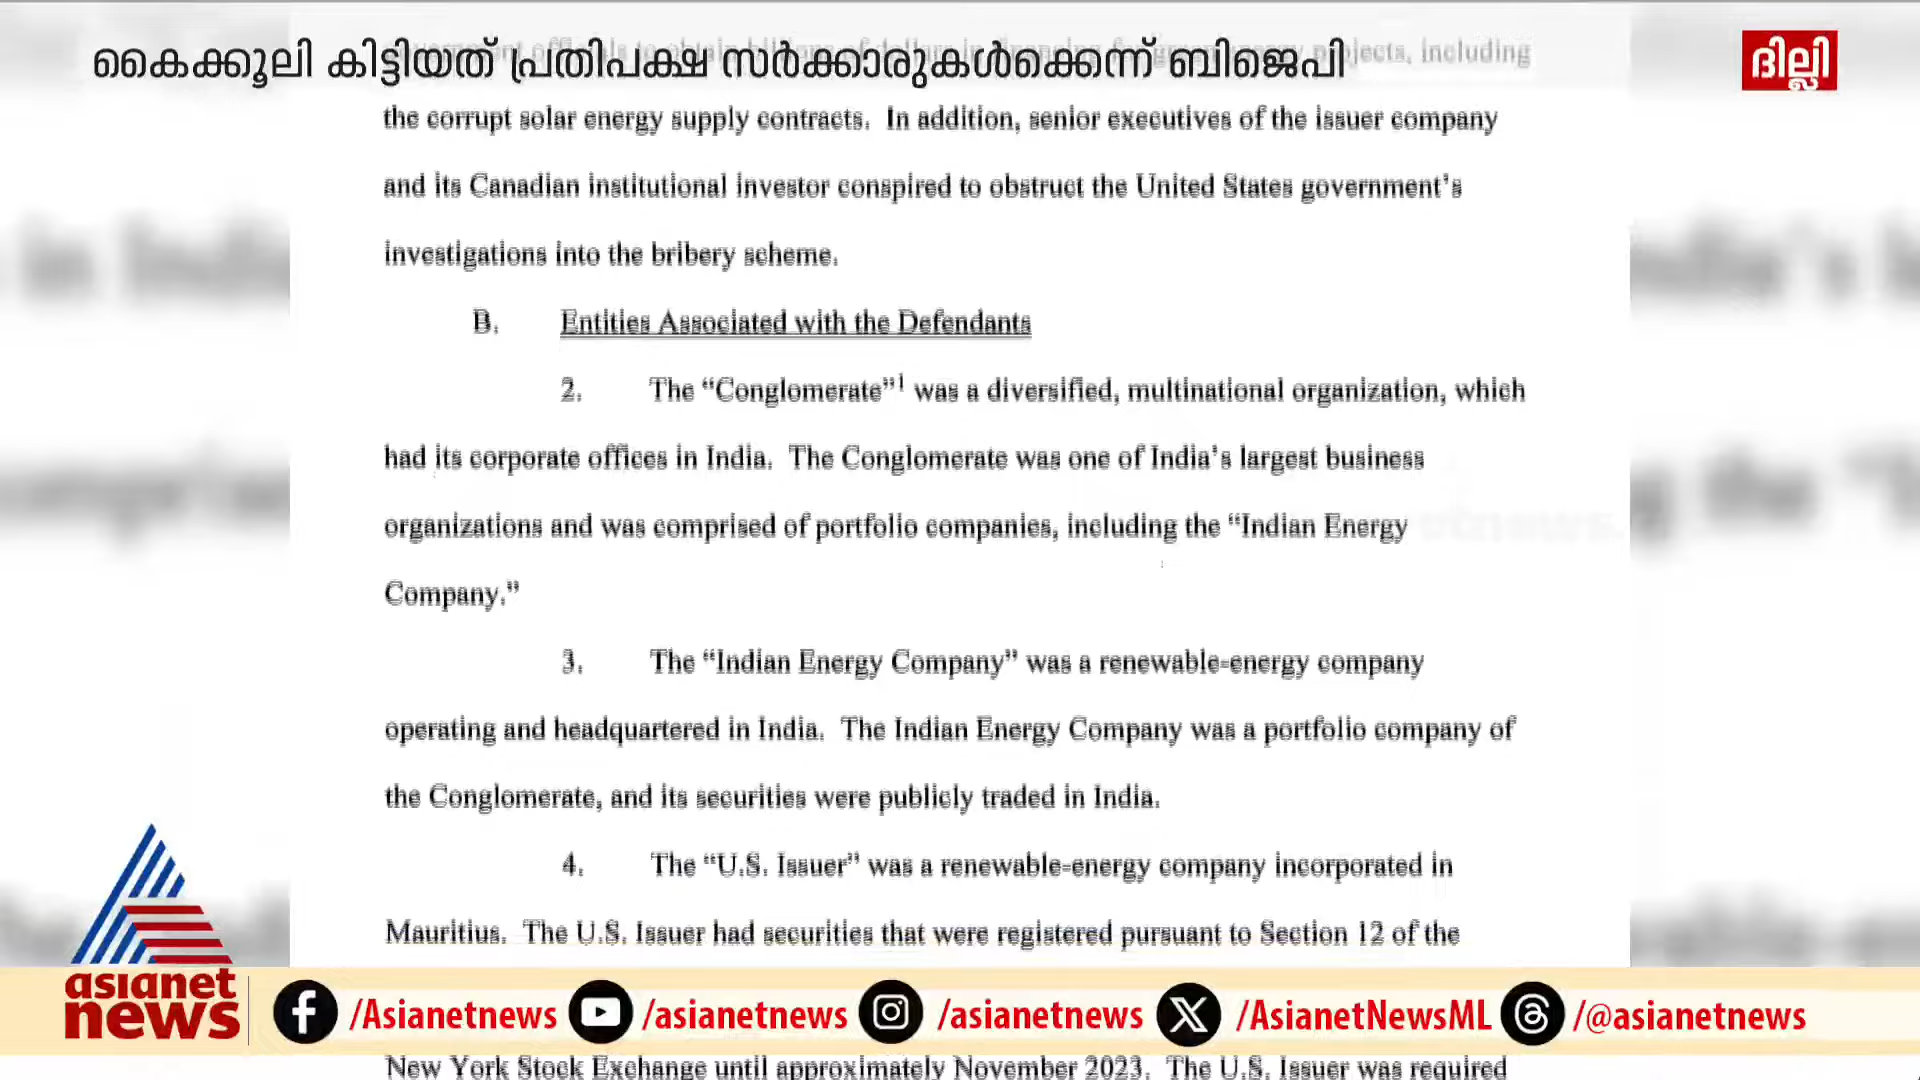 കൈക്കൂലി കിട്ടിയത് പ്രതിപക്ഷ സർക്കാരുകൾക്കെന്ന് ബിജെപി
ദില്ലി
projects, including
the corrupt solar energy supply contracts. In addition, senior executives of the issuer company
and its Canadian institutional investor conspired to obstruct the United States government’s
investigations into the bribery scheme.
B. Entities Associated with the Defendants
2. The “Conglomerate”1 was a diversified, multinational organization, which
had its corporate offices in India. The Conglomerate was one of India’s largest business
organizations and was comprised of portfolio companies, including the “Indian Energy
Company.”
3. The “Indian Energy Company” was a renewable-energy company
operating and headquartered in India. The Indian Energy Company was a portfolio company of
the Conglomerate, and its securities were publicly traded in India.
4. The “U.S. Issuer” was a renewable-energy company incorporated in
Mauritius. The U.S. Issuer had securities that were registered pursuant to Section 12 of the
asianet
news
/Asianetnews /asianetnews /asianetnews /AsianetNewsML /@asianetnews
New York Stock Exchange until approximately November 2023. The U.S. Issuer was required